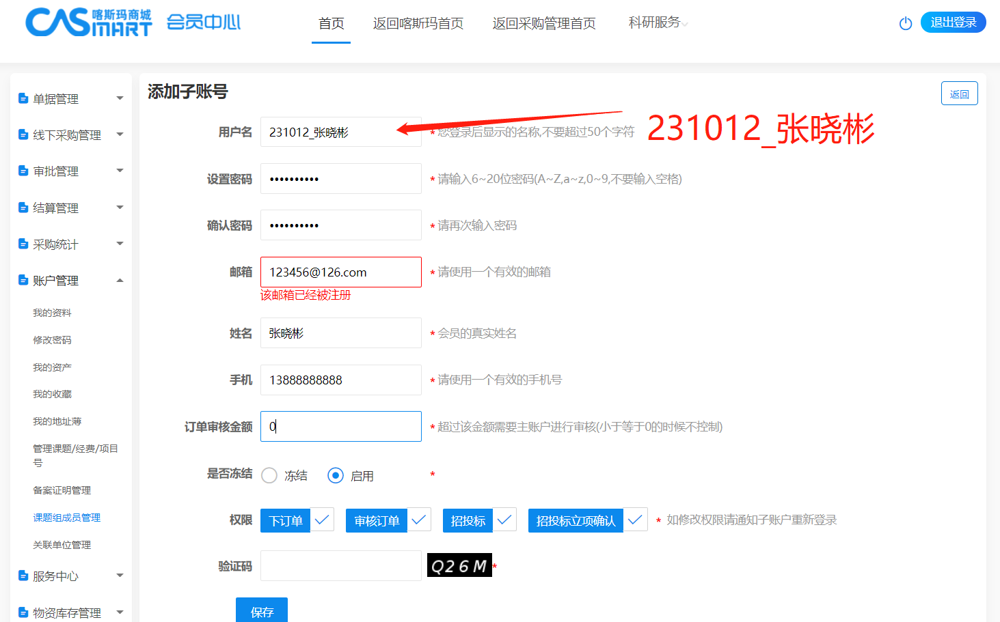 CASMART 喀斯玛商城 会员中心
首页 返回喀斯玛首页 返回采购管理首页 科研服务 退出登录
单据管理
线下采购管理
审批管理
结算管理
采购统计
账户管理
我的资料
修改密码
我的资产
我的收藏
我的地址薄
管理课题/经费/项目
号
备案证明管理
课题组成员管理
关联单位管理
服务中心
物资库存管理
添加子账号
返回
用户名 231012_张晓彬 *您登录后显示的名称,不要超过50个字符
231012_张晓彬
设置密码 •••••••••• *请输入6~20位密码(A~Z,a~z,0~9,不要输入空格)
确认密码 •••••••••• *请再次输入密码
邮箱 123456@126.com *请使用一个有效的邮箱
该邮箱已经被注册
姓名 张晓彬 *会员的真实姓名
手机 13888888888 *请使用一个有效的手机号
订单审核金额 0 *超过该金额需要主账户进行审核(小于等于0的时候不控制)
是否冻结 冻结 启用 *
权限 下订单 审核订单 招投标 招投标立项确认 * 如修改权限请通知子账户重新登录
验证码 Q26M*
保存